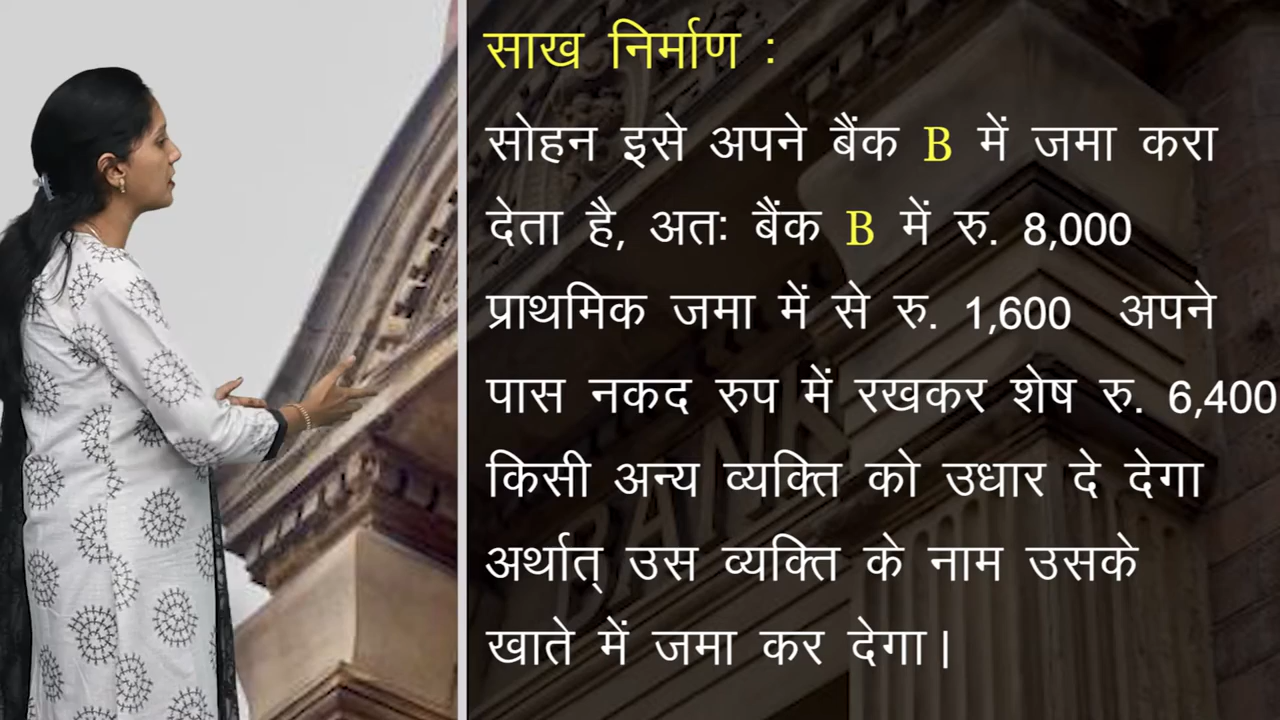 साख निर्माण :
सोहन इसे अपने बैंक B में जमा करा
देता है, अतः बैंक B में रु. 8,000
प्राथमिक जमा में से रु. 1,600 अपने
पास नकद रुप में रखकर शेष रु. 6,400
किसी अन्य व्यक्ति को उधार दे देगा
अर्थात् उस व्यक्ति के नाम उसके
खाते में जमा कर देगा|
BANK